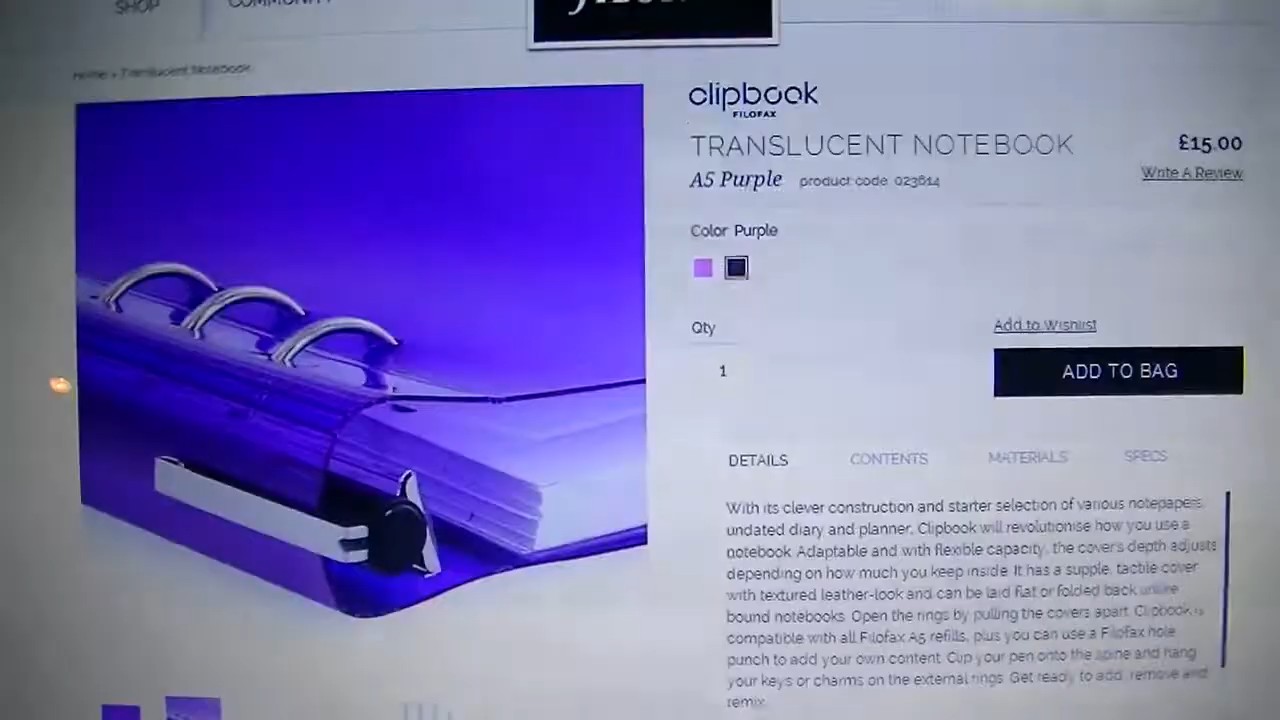 SHOP
COMMUNITY
Home » Translucent Notebook
clipbook
FILOFAX
TRANSLUCENT NOTEBOOK
£15.00
A5 Purple product code 023614
Write A Review
Color Purple
Qty
Add to Wishlist
1
ADD TO BAG
DETAILS CONTENTS MATERIALS SPECS
With its clever construction and starter selection of various notepapers,
undated diary and planner, Clipbook will revolutionise how you use a
notebook. Adaptable and with flexible capacity, the cover's depth adjusts
depending on how much you keep inside. It has a supple, tactile cover
with textured leather-look and can be laid flat or folded back unlike
bound notebooks. Open the rings by pulling the covers apart. Clipbook is
compatible with all Filofax A5 refills, plus you can use a Filofax hole
punch to add your own content. Clip your pen onto the spine and hang
your keys or charms on the external rings. Get ready to add, remove and
remix.